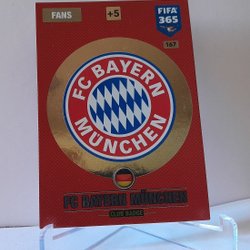 FANS
+5
FIFA
365
167
FC BAYERN
MÜNCHEN
FC BAYERN MÜNCHEN
CLUB BADGE